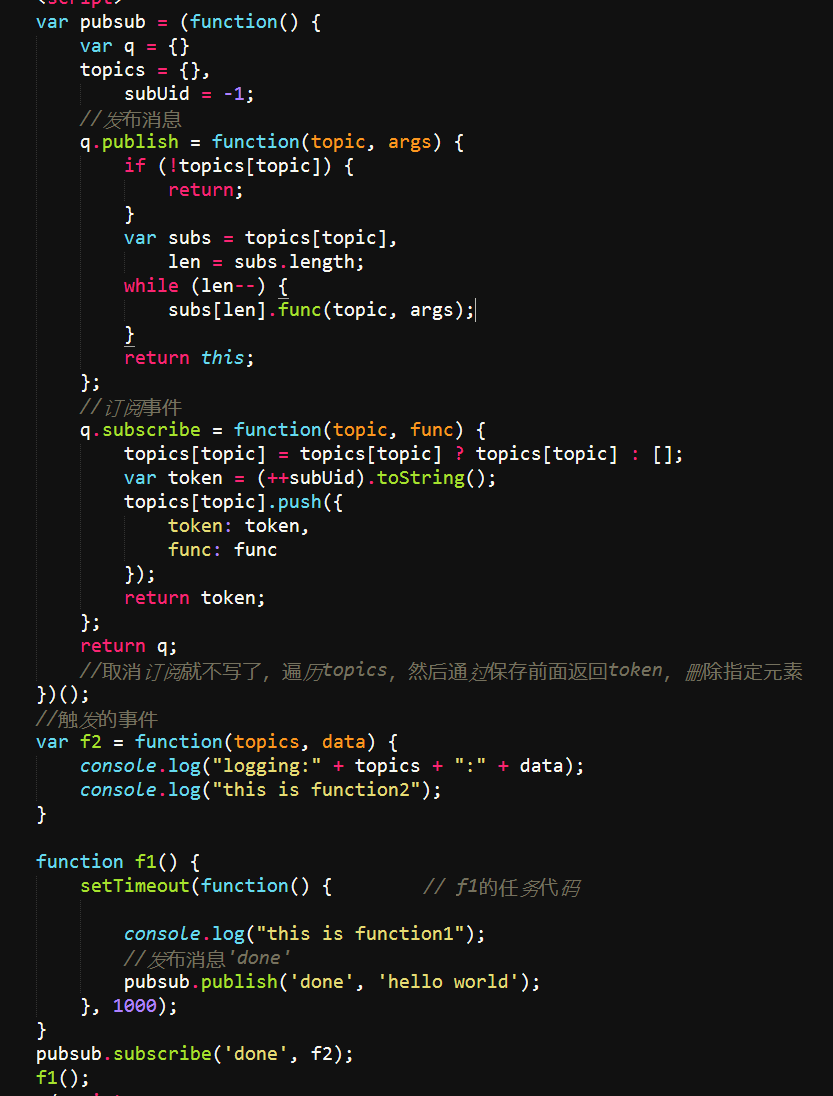 <script>
var pubsub = (function() {
    var q = {}
    topics = {},
        subUid = -1;
    //发布消息
    q.publish = function(topic, args) {
        if (!topics[topic]) {
            return;
        }
        var subs = topics[topic],
            len = subs.length;
        while (len--) {
            subs[len].func(topic, args);
        }
        return this;
    };
    //订阅事件
    q.subscribe = function(topic, func) {
        topics[topic] = topics[topic] ? topics[topic] : [];
        var token = (++subUid).toString();
        topics[topic].push({
            token: token,
            func: func
        });
        return token;
    };
    return q;
    //取消订阅就不写了，遍历topics，然后通过保存前面返回token，删除指定元素
})();
//触发的事件
var f2 = function(topics, data) {
    console.log("logging:" + topics + ":" + data);
    console.log("this is function2");
}
function f1() {
    setTimeout(function() {        // f1的任务代码
        console.log("this is function1");
        //发布消息'done'
        pubsub.publish('done', 'hello world');
    }, 1000);
}
pubsub.subscribe('done', f2);
f1();